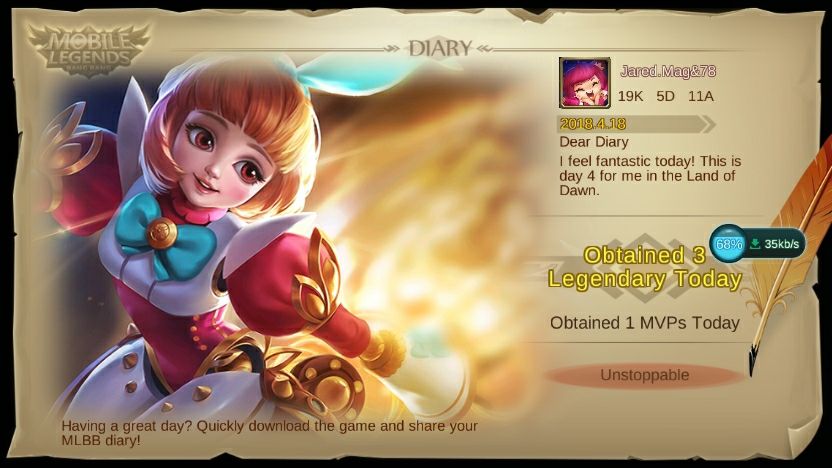 MOBILE
LEGENDS
BANG BANG
DIARY
Jared.Mag&78
19K 5D 11A
2018.4.18
Dear Diary
I feel fantastic today! This is
day 4 for me in the Land of
Dawn.
68% 35kb/s
Obtained 3
Legendary Today
Obtained 1 MVPs Today
Unstoppable
Having a great day? Quickly download the game and share your
MLBB diary!